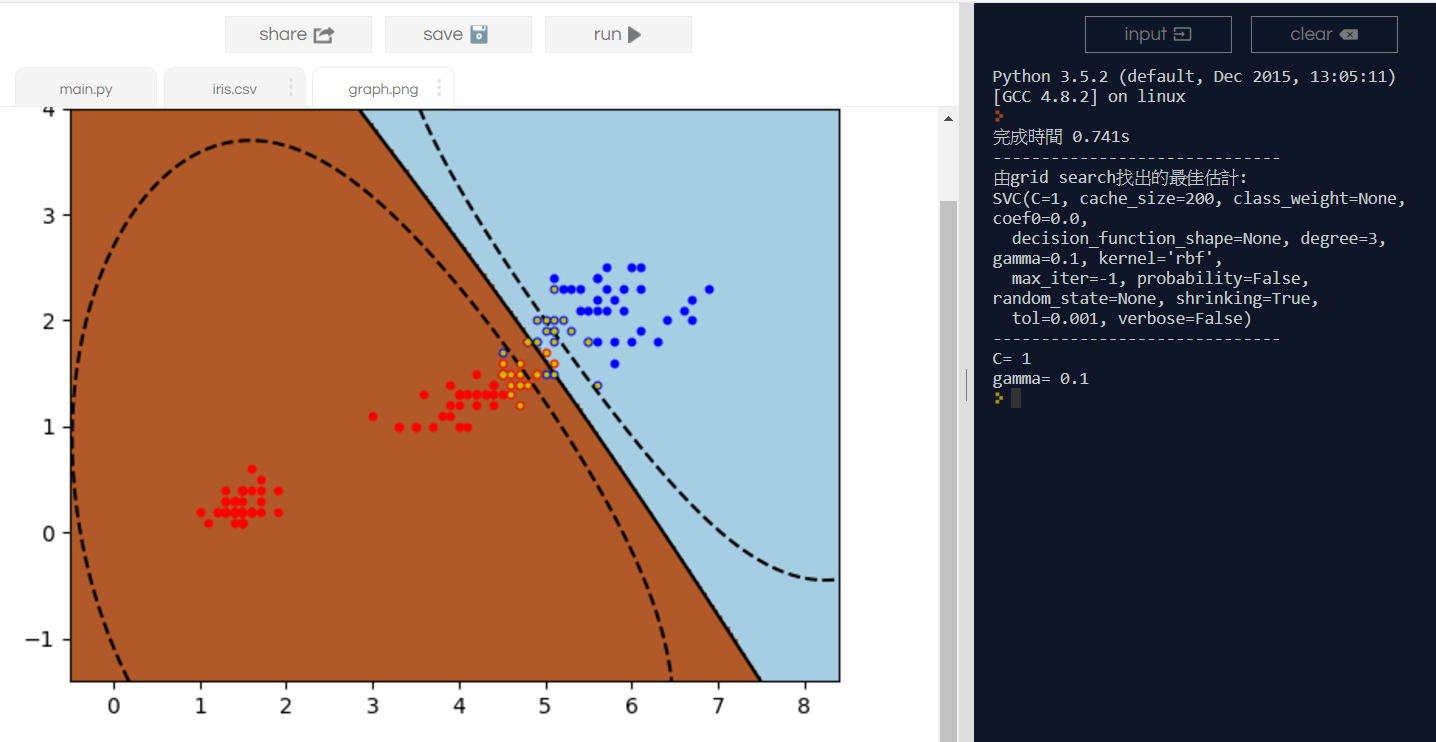 share
save
run
main.py
iris.csv
graph.png
4
3
2
1
0
−1
0 1 2 3 4 5 6 7 8
input
clear
Python 3.5.2 (default, Dec 2015, 13:05:11)
[GCC 4.8.2] on linux
完成時間 0.741s
------------------------------
由grid search找出的最佳估計:
SVC(C=1, cache_size=200, class_weight=None,
coef0=0.0,
  decision_function_shape=None, degree=3,
gamma=0.1, kernel='rbf',
  max_iter=-1, probability=False,
random_state=None, shrinking=True,
  tol=0.001, verbose=False)
------------------------------
C= 1
gamma= 0.1